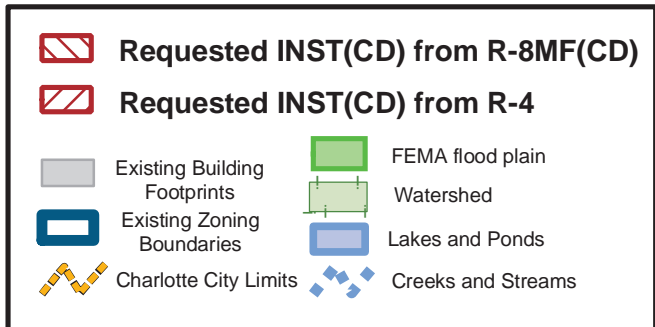 Requested INST(CD) from R-8MF(CD)
Requested INST(CD) from R-4
Existing Building
Footprints
Existing Zoning
Boundaries
Charlotte City Limits
FEMA flood plain
Watershed
Lakes and Ponds
Creeks and Streams